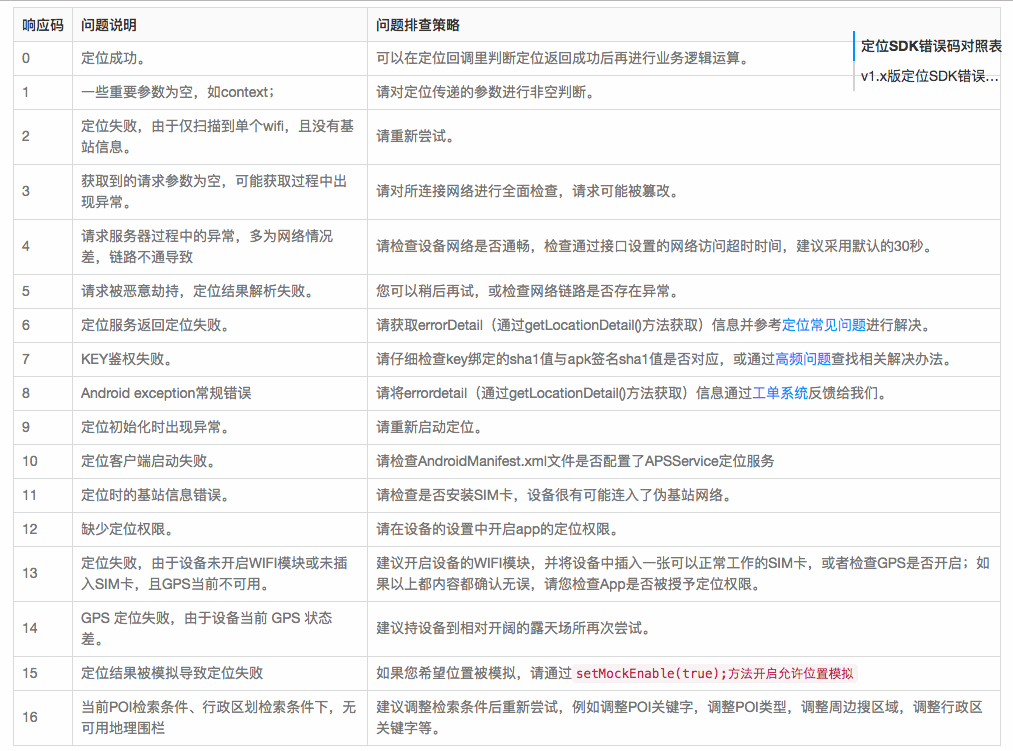 响应码 问题说明 问题排查策略
0 定位成功。 可以在定位回调里判断定位返回成功后再进行业务逻辑运算。
定位SDK错误码对照表
v1.x版定位SDK错误…
1 一些重要参数为空，如context； 请对定位传递的参数进行非空判断。
2 定位失败，由于仅扫描到单个wifi，且没有基
站信息。
请重新尝试。
3 获取到的请求参数为空，可能获取过程中出
现异常。
请对所连接网络进行全面检查，请求可能被篡改。
4 请求服务器过程中的异常，多为网络情况
差，链路不通导致
请检查设备网络是否通畅，检查通过接口设置的网络访问超时时间，建议采用默认的30秒。
5 请求被恶意劫持，定位结果解析失败。 您可以稍后再试，或检查网络链路是否存在异常。
6 定位服务返回定位失败。 请获取errorDetail（通过getLocationDetail()方法获取）信息并参考定位常见问题进行解决。
7 KEY鉴权失败。 请仔细检查key绑定的sha1值与apk签名sha1值是否对应，或通过高频问题查找相关解决办法。
8 Android exception常规错误 请将errordetail（通过getLocationDetail()方法获取）信息通过工单系统反馈给我们。
9 定位初始化时出现异常。 请重新启动定位。
10 定位客户端启动失败。 请检查AndroidManifest.xml文件是否配置了APSService定位服务
11 定位时的基站信息错误。 请检查是否安装SIM卡，设备很有可能连入了伪基站网络。
12 缺少定位权限。 请在设备的设置中开启app的定位权限。
13 定位失败，由于设备未开启WIFI模块或未插
入SIM卡，且GPS当前不可用。
建议开启设备的WIFI模块，并将设备中插入一张可以正常工作的SIM卡，或者检查GPS是否开启；如
果以上都内容都确认无误，请您检查App是否被授予定位权限。
14 GPS 定位失败，由于设备当前 GPS 状态
差。
建议持设备到相对开阔的露天场所再次尝试。
15 定位结果被模拟导致定位失败 如果您希望位置被模拟，请通过setMockEnable(true);方法开启允许位置模拟
16 当前POI检索条件、行政区划检索条件下，无
可用地理围栏
建议调整检索条件后重新尝试，例如调整POI关键字，调整POI类型，调整周边搜区域，调整行政区
关键字等。